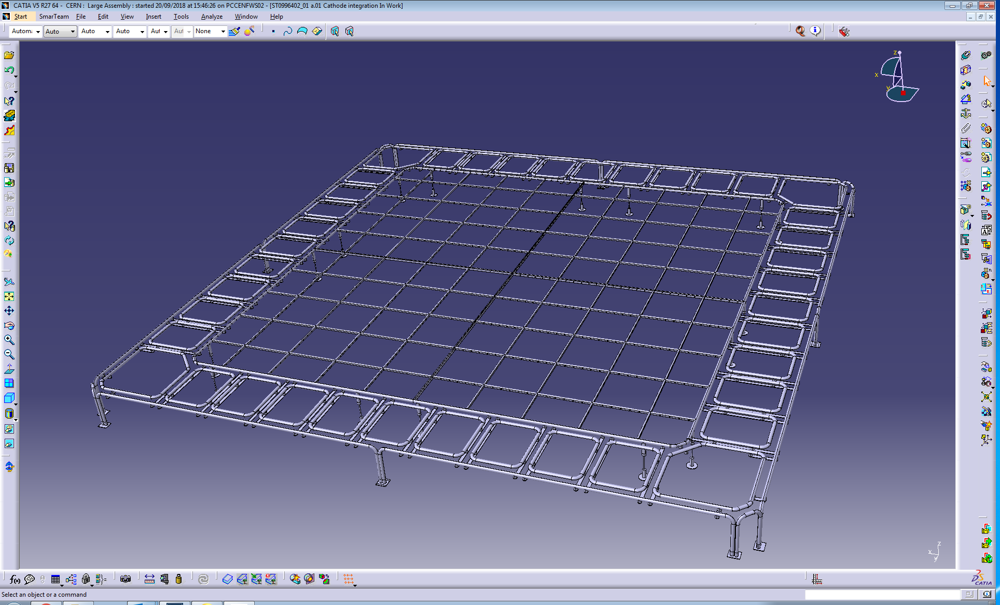 CATIA V5 R27 64 - CERN : Large Assembly : started 20/09/2018 at 15:46:26 on PCCENFWS02 - [ST0996402_01 a.01 Cathode integration In Work]
Start SmarTeam File Edit View Insert Tools Analyze Window Help
Autom Auto Auto Auto Aut Aut None
z
x
y
z
x
y
f(x)
CATIA
Select an object or a command